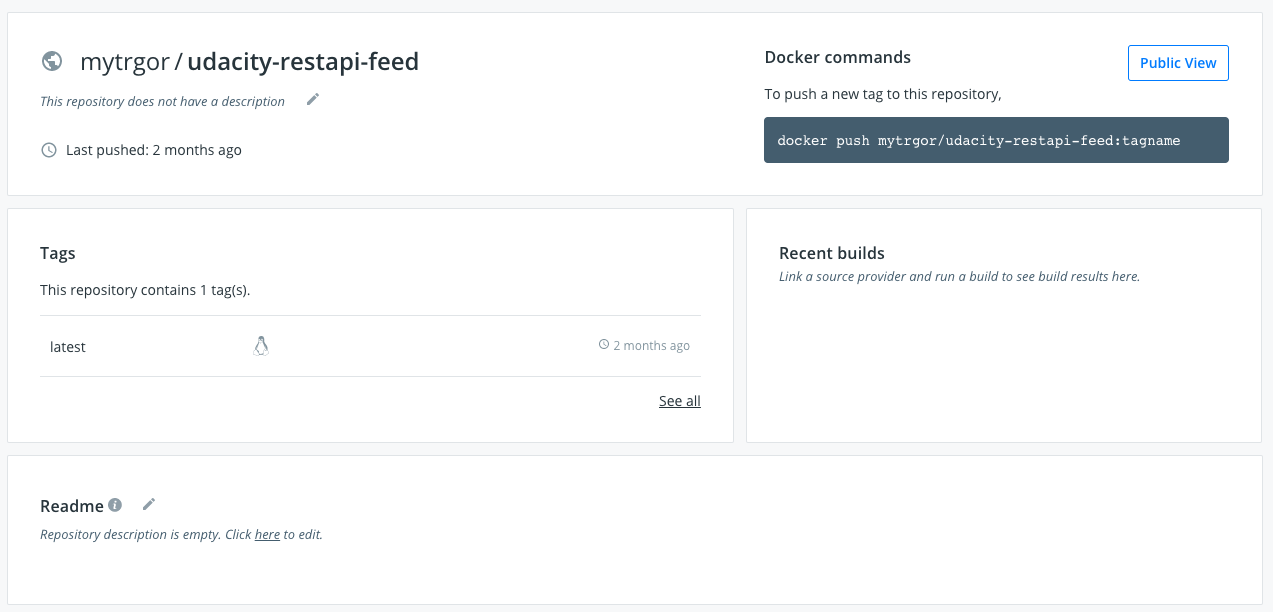 mytrgor / udacity-restapi-feed
This repository does not have a description
Last pushed: 2 months ago
Docker commands
Public View
To push a new tag to this repository,
docker push mytrgor/udacity-restapi-feed:tagname
Tags
This repository contains 1 tag(s).
latest
2 months ago
See all
Recent builds
Link a source provider and run a build to see build results here.
Readme
Repository description is empty. Click here to edit.